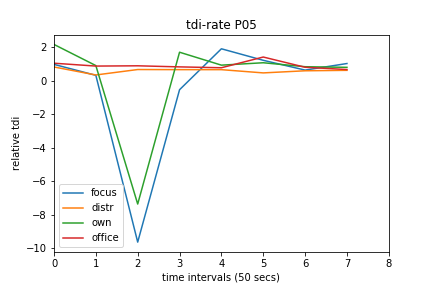 tdi-rate P05
relative tdi
2
0
−2
−4
−6
−8
−10
focus
distr
own
office
0 1 2 3 4 5 6 7 8
time intervals (50 secs)